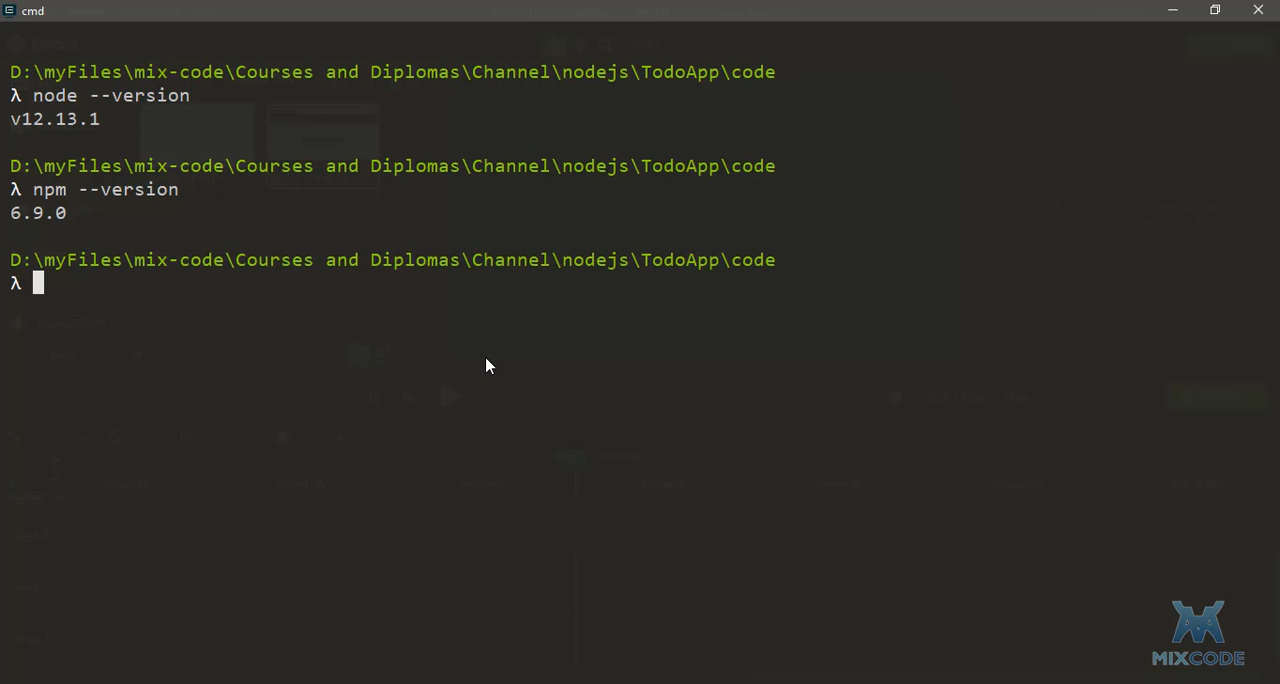 cmd
D:\myFiles\mix-code\Courses and Diplomas\Channel\nodejs\TodoApp\code
λ node --version
v12.13.1
D:\myFiles\mix-code\Courses and Diplomas\Channel\nodejs\TodoApp\code
λ npm --version
6.9.0
D:\myFiles\mix-code\Courses and Diplomas\Channel\nodejs\TodoApp\code
λ
MIXCODE